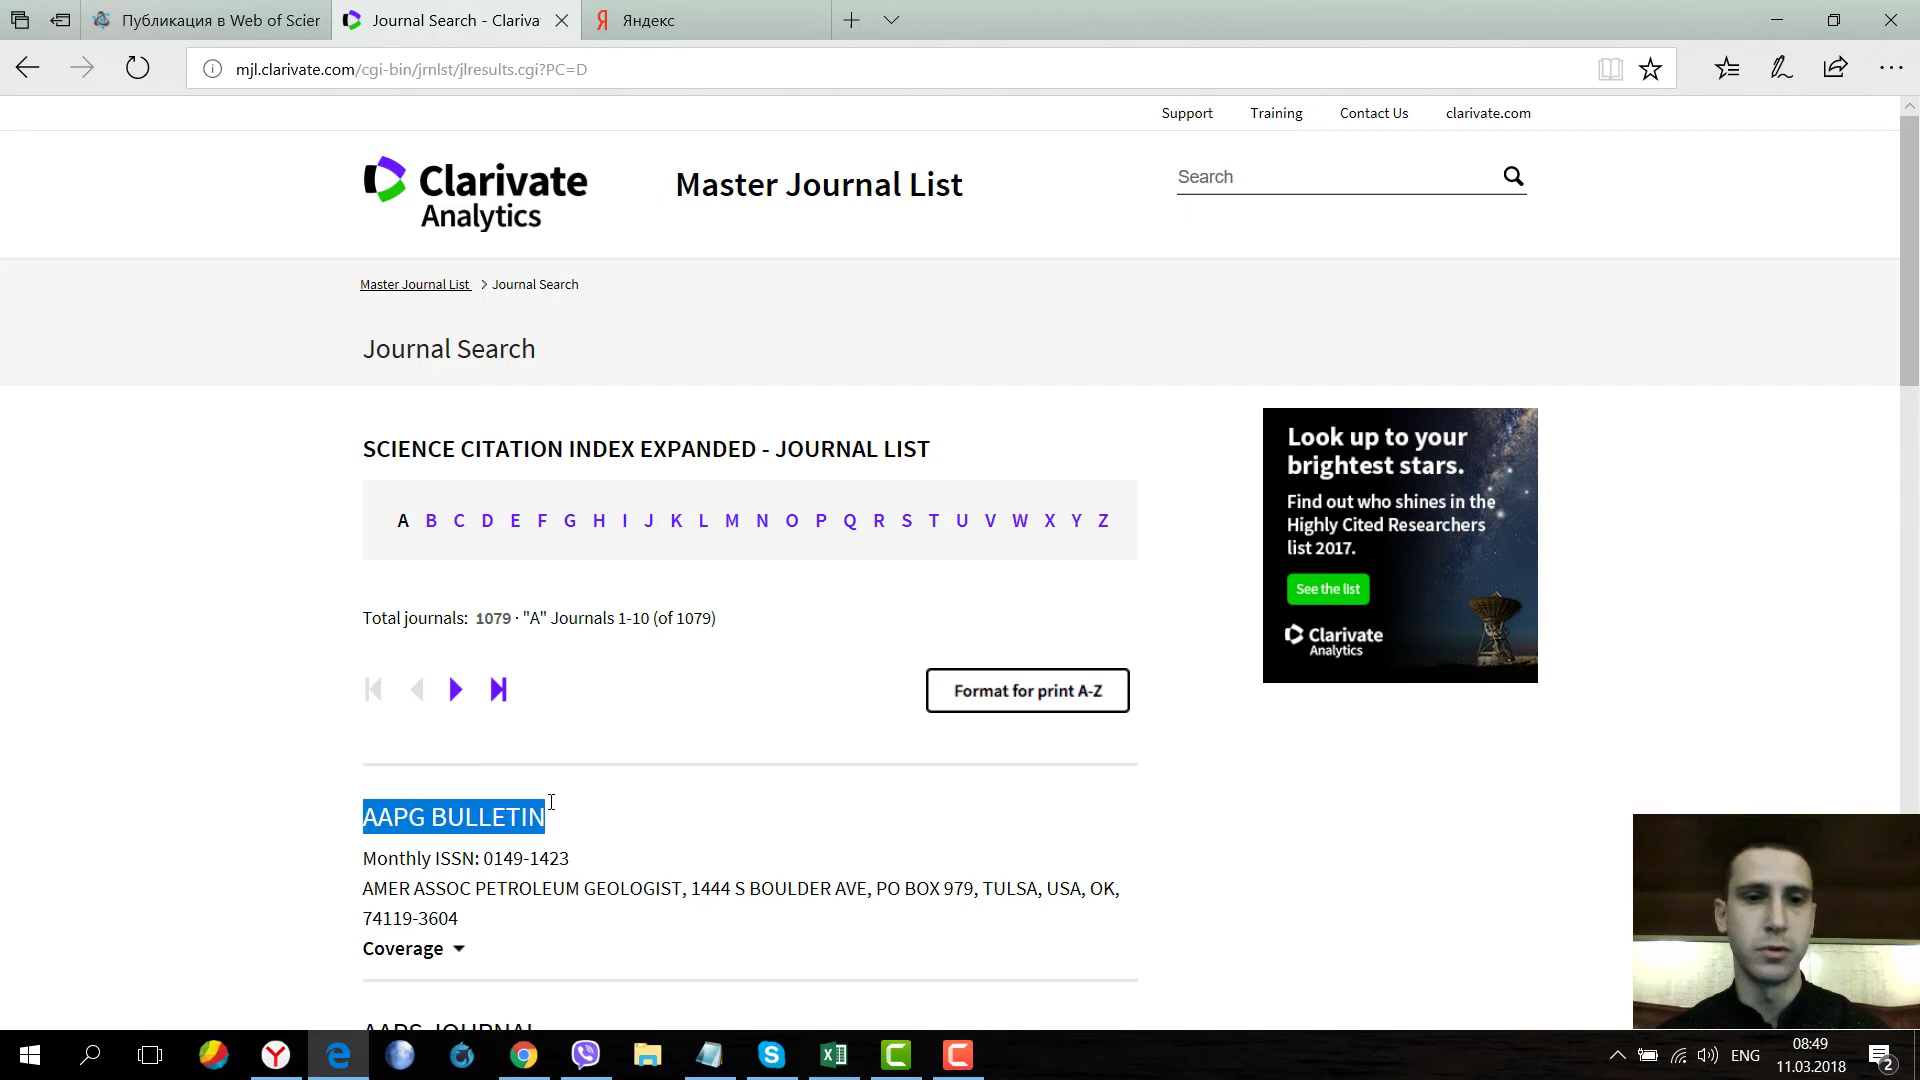 Публикация в Web of Scier
Journal Search - Clariva
Яндекс
mjl.clarivate.com/cgi-bin/jrnlst/jlresults.cgi?PC=D
Support Training Contact Us clarivate.com
Clarivate
Analytics
Master Journal List
Search
Master Journal List > Journal Search
Journal Search
SCIENCE CITATION INDEX EXPANDED - JOURNAL LIST
A B C D E F G H I J K L M N O P Q R S T U V W X Y Z
Total journals: 1079 · "A" Journals 1-10 (of 1079)
Format for print A-Z
AAPG BULLETIN
Monthly ISSN: 0149-1423
AMER ASSOC PETROLEUM GEOLOGIST, 1444 S BOULDER AVE, PO BOX 979, TULSA, USA, OK,
74119-3604
Coverage
AAPS JOURNAL
Look up to your
brightest stars.
Find out who shines in the
Highly Cited Researchers
list 2017.
See the list
Clarivate
Analytics
ENG
08:49
11.03.2018
2